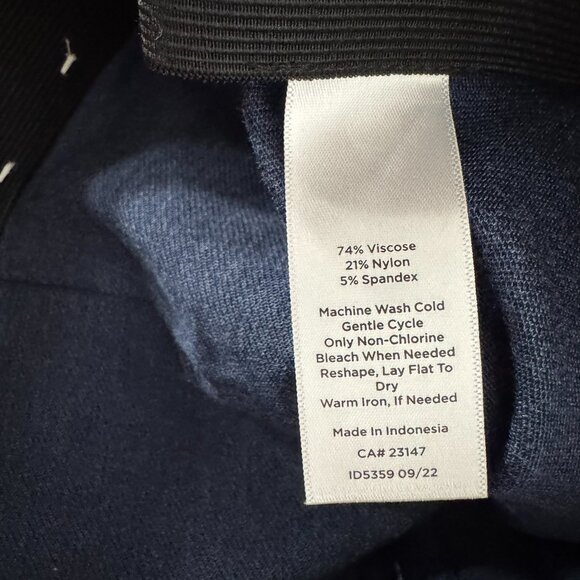 74% Viscose
21% Nylon
5% Spandex
Machine Wash Cold
Gentle Cycle
Only Non-Chlorine
Bleach When Needed
Reshape, Lay Flat To
Dry
Warm Iron, If Needed
Made In Indonesia
CA# 23147
ID5359 09/22